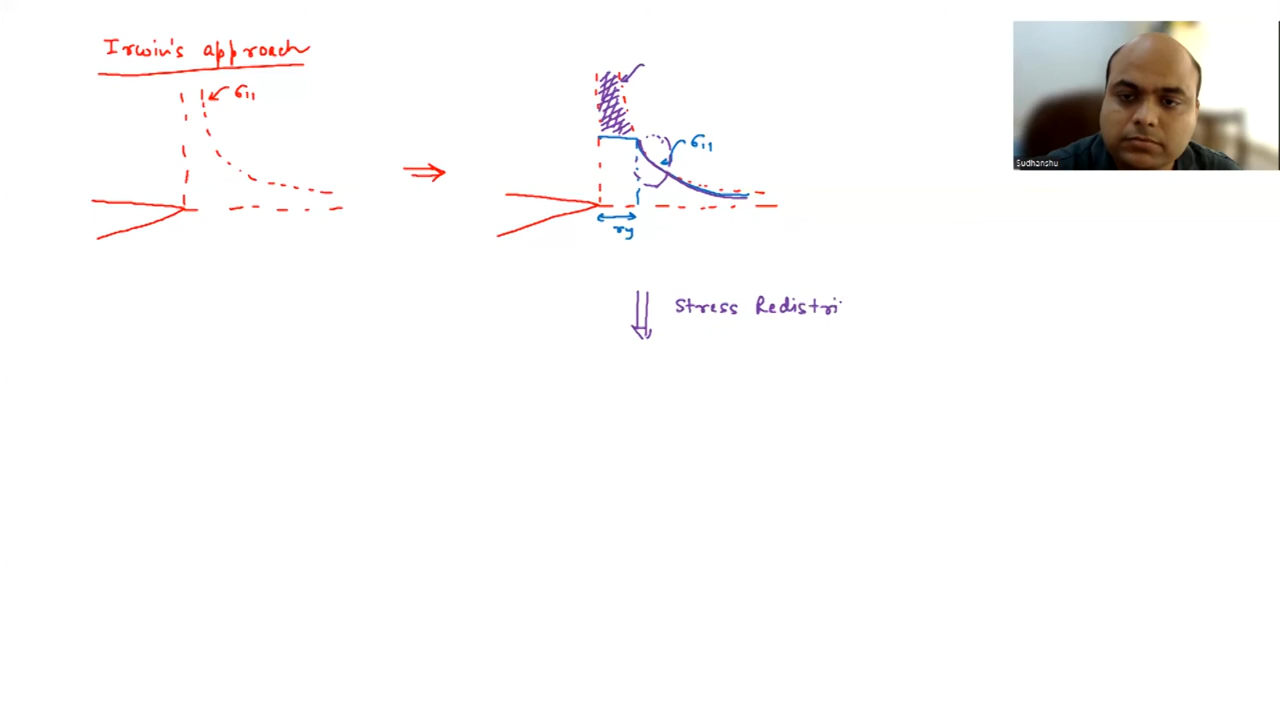 Irwin's approach
σ11
σ11
ry
Stress Redistri
Sudhanshu